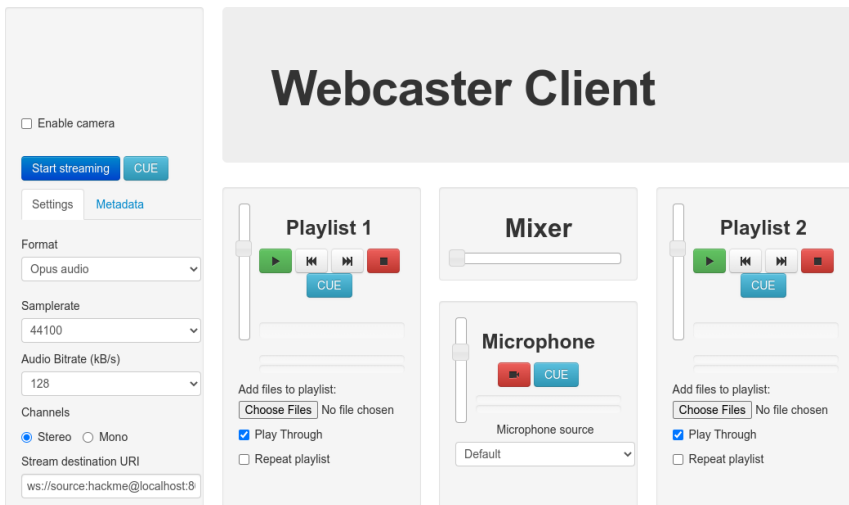 Webcaster Client
Enable camera
Start streaming CUE
Settings Metadata
Format
Opus audio
Samplerate
44100
Audio Bitrate (kB/s)
128
Channels
Stereo Mono
Stream destination URI
ws://source:hackme@localhost:8
Playlist 1
CUE
Add files to playlist:
Choose Files No file chosen
Play Through
Repeat playlist
Mixer
Microphone
CUE
Microphone source
Default
Playlist 2
CUE
Add files to playlist:
Choose Files No file chosen
Play Through
Repeat playlist